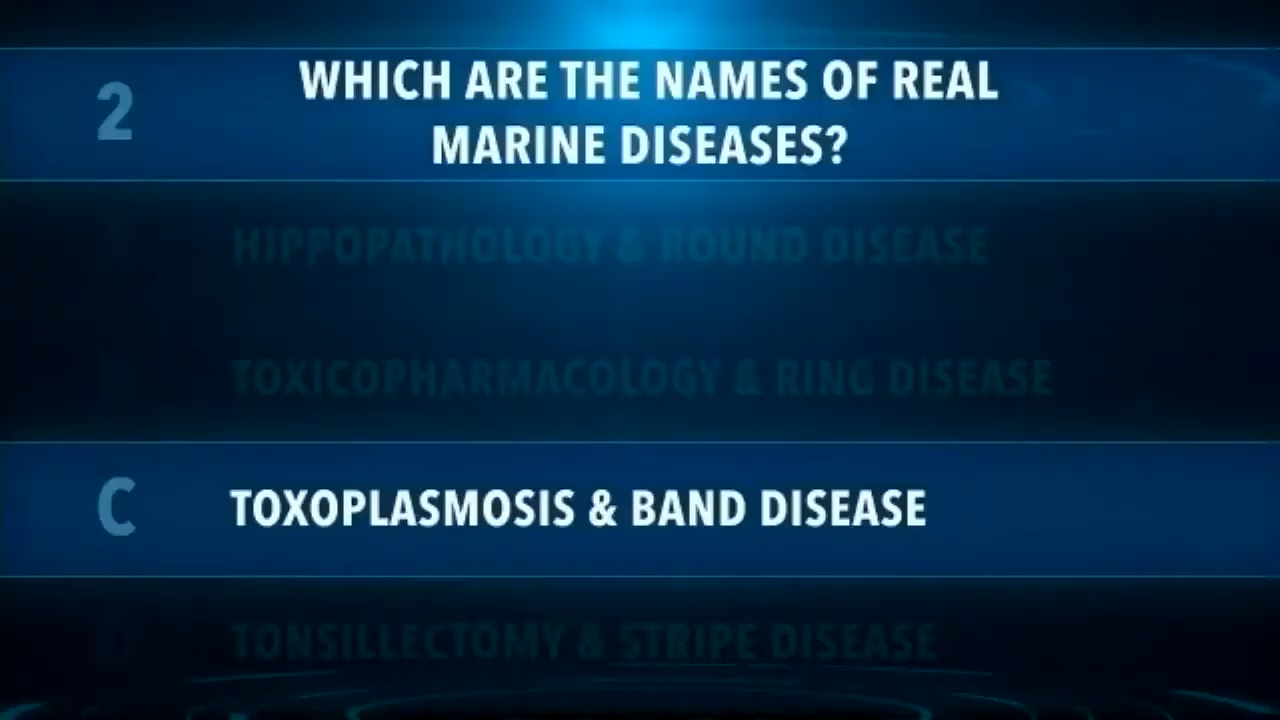 2
WHICH ARE THE NAMES OF REAL
MARINE DISEASES?
HIPPOPATHOLOGY & ROUND DISEASE
TOXICOPHARMACOLOGY & RING DISEASE
C
TOXOPLASMOSIS & BAND DISEASE
TONSILLECTOMY & STRIPE DISEASE